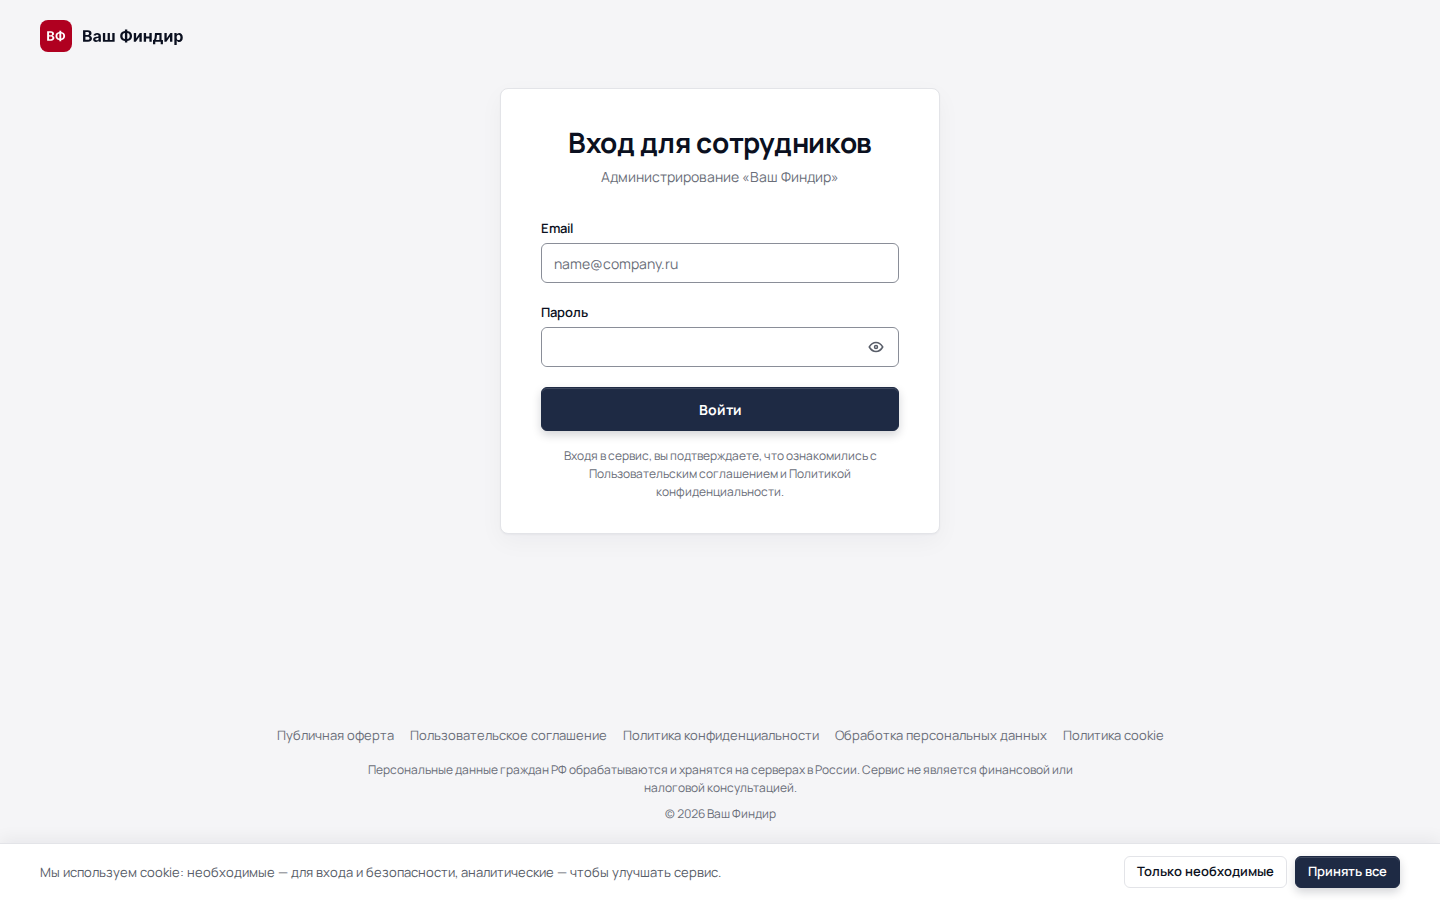 ВФ Ваш Финдир
Вход для сотрудников
Администрирование «Ваш Финдир»
Email
name@company.ru
Пароль
Войти
Входя в сервис, вы подтверждаете, что ознакомились с
Пользовательским соглашением и Политикой
конфиденциальности.
Публичная оферта Пользовательское соглашение Политика конфиденциальности Обработка персональных данных Политика cookie
Персональные данные граждан РФ обрабатываются и хранятся на серверах в России. Сервис не является финансовой или
налоговой консультацией.
© 2026 Ваш Финдир
Мы используем cookie: необходимые — для входа и безопасности, аналитические — чтобы улучшать сервис.
Только необходимые Принять все